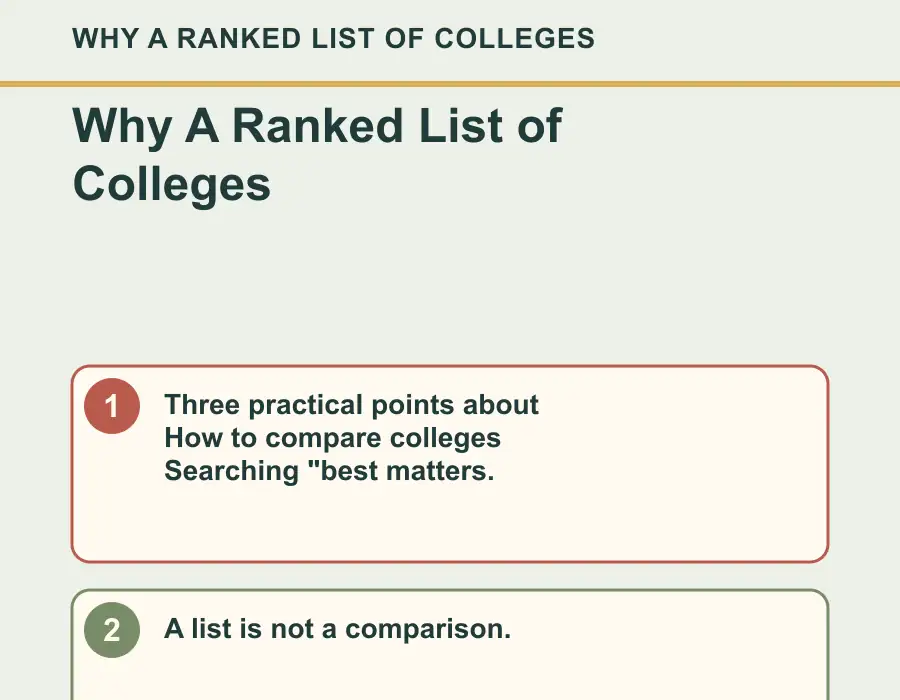 WHY A RANKED LIST OF COLLEGES
Why A Ranked List of
Colleges
1
Three practical points about
How to compare colleges
Searching "best matters.
2
A list is not a comparison.